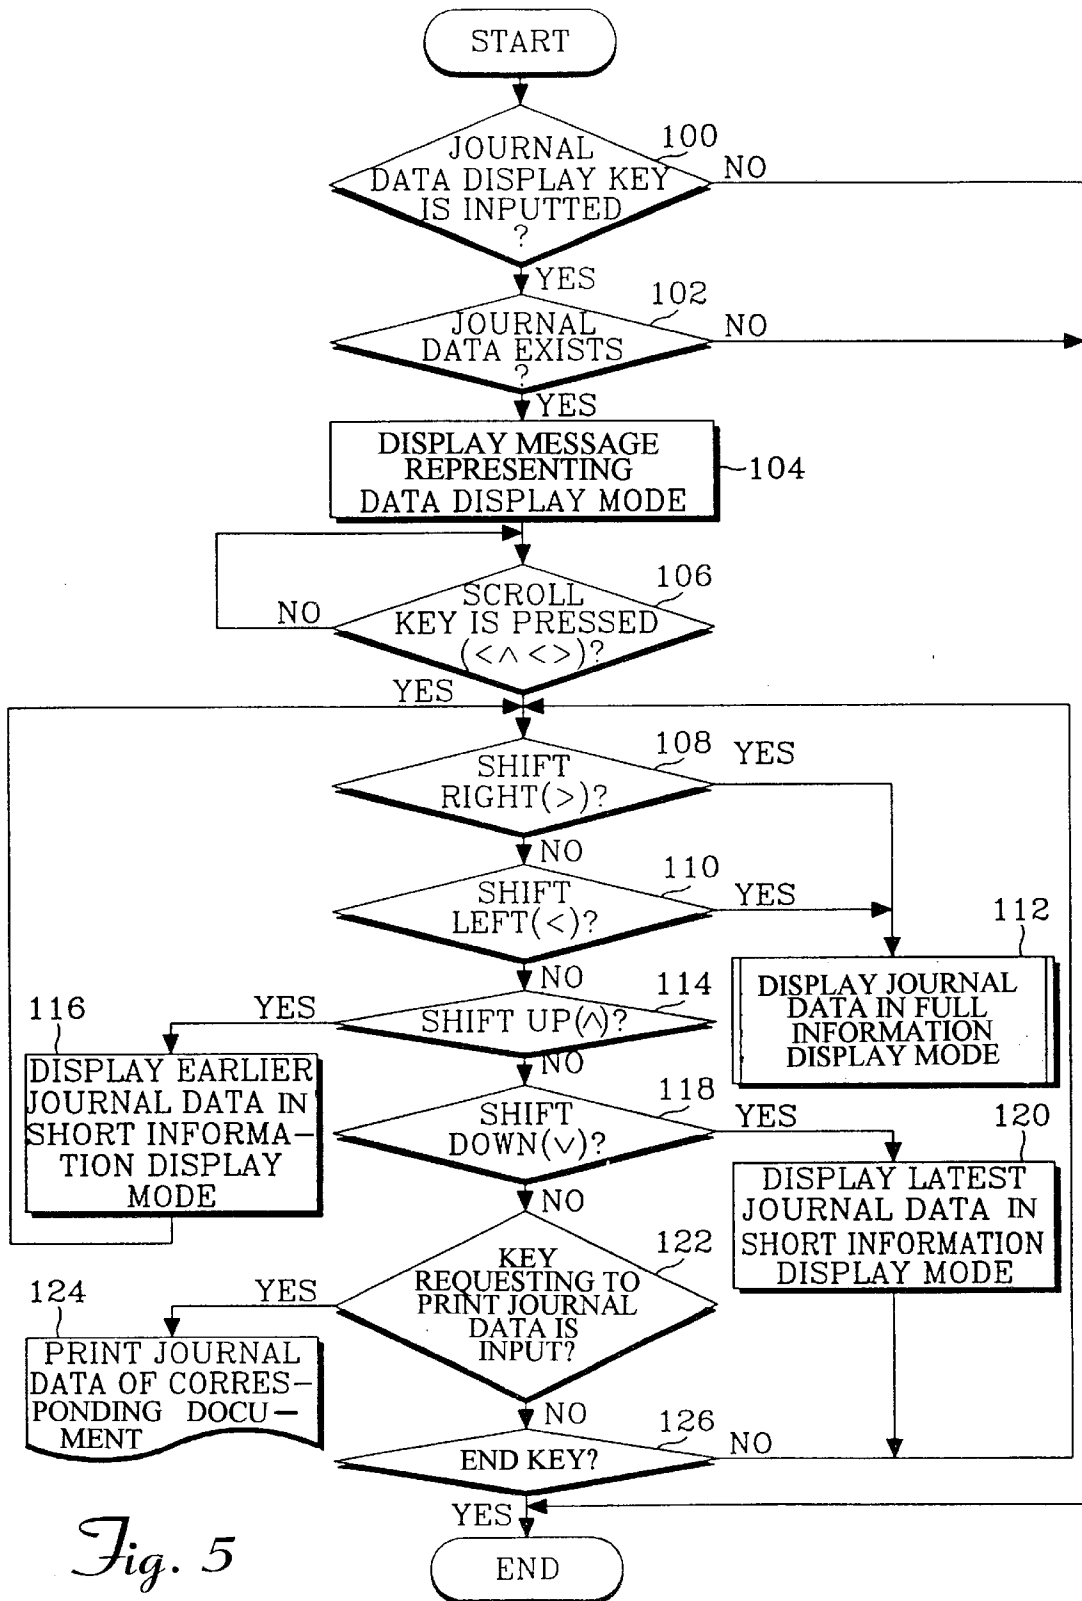 START
JOURNAL
DATA DISPLAY KEY
IS INPUTTED
?
100
NO
YES
JOURNAL
DATA EXISTS
?
102
NO
YES
DISPLAY MESSAGE
REPRESENTING
DATA DISPLAY MODE
104
SCROLL
KEY IS PRESSED
(<∧<>)?
106
NO
YES
SHIFT
RIGHT(>)?
108
YES
NO
SHIFT
LEFT(<)?
110
YES
NO
112
DISPLAY JOURNAL
DATA IN FULL
INFORMATION
DISPLAY MODE
SHIFT UP(∧)?
114
YES
NO
116
DISPLAY EARLIER
JOURNAL DATA IN
SHORT INFORMA-
TION DISPLAY
MODE
SHIFT
DOWN(∨)?
118
YES
NO
120
DISPLAY LATEST
JOURNAL DATA IN
SHORT INFORMATION
DISPLAY MODE
KEY
REQUESTING TO
PRINT JOURNAL
DATA IS
INPUT?
122
YES
NO
124
PRINT JOURNAL
DATA OF CORRES-
PONDING DOCU-
MENT
END KEY?
126
NO
YES
END
Fig. 5